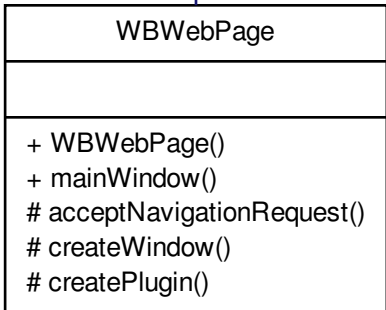 WBWebPage
+ WBWebPage()
+ mainWindow()
# acceptNavigationRequest()
# createWindow()
# createPlugin()